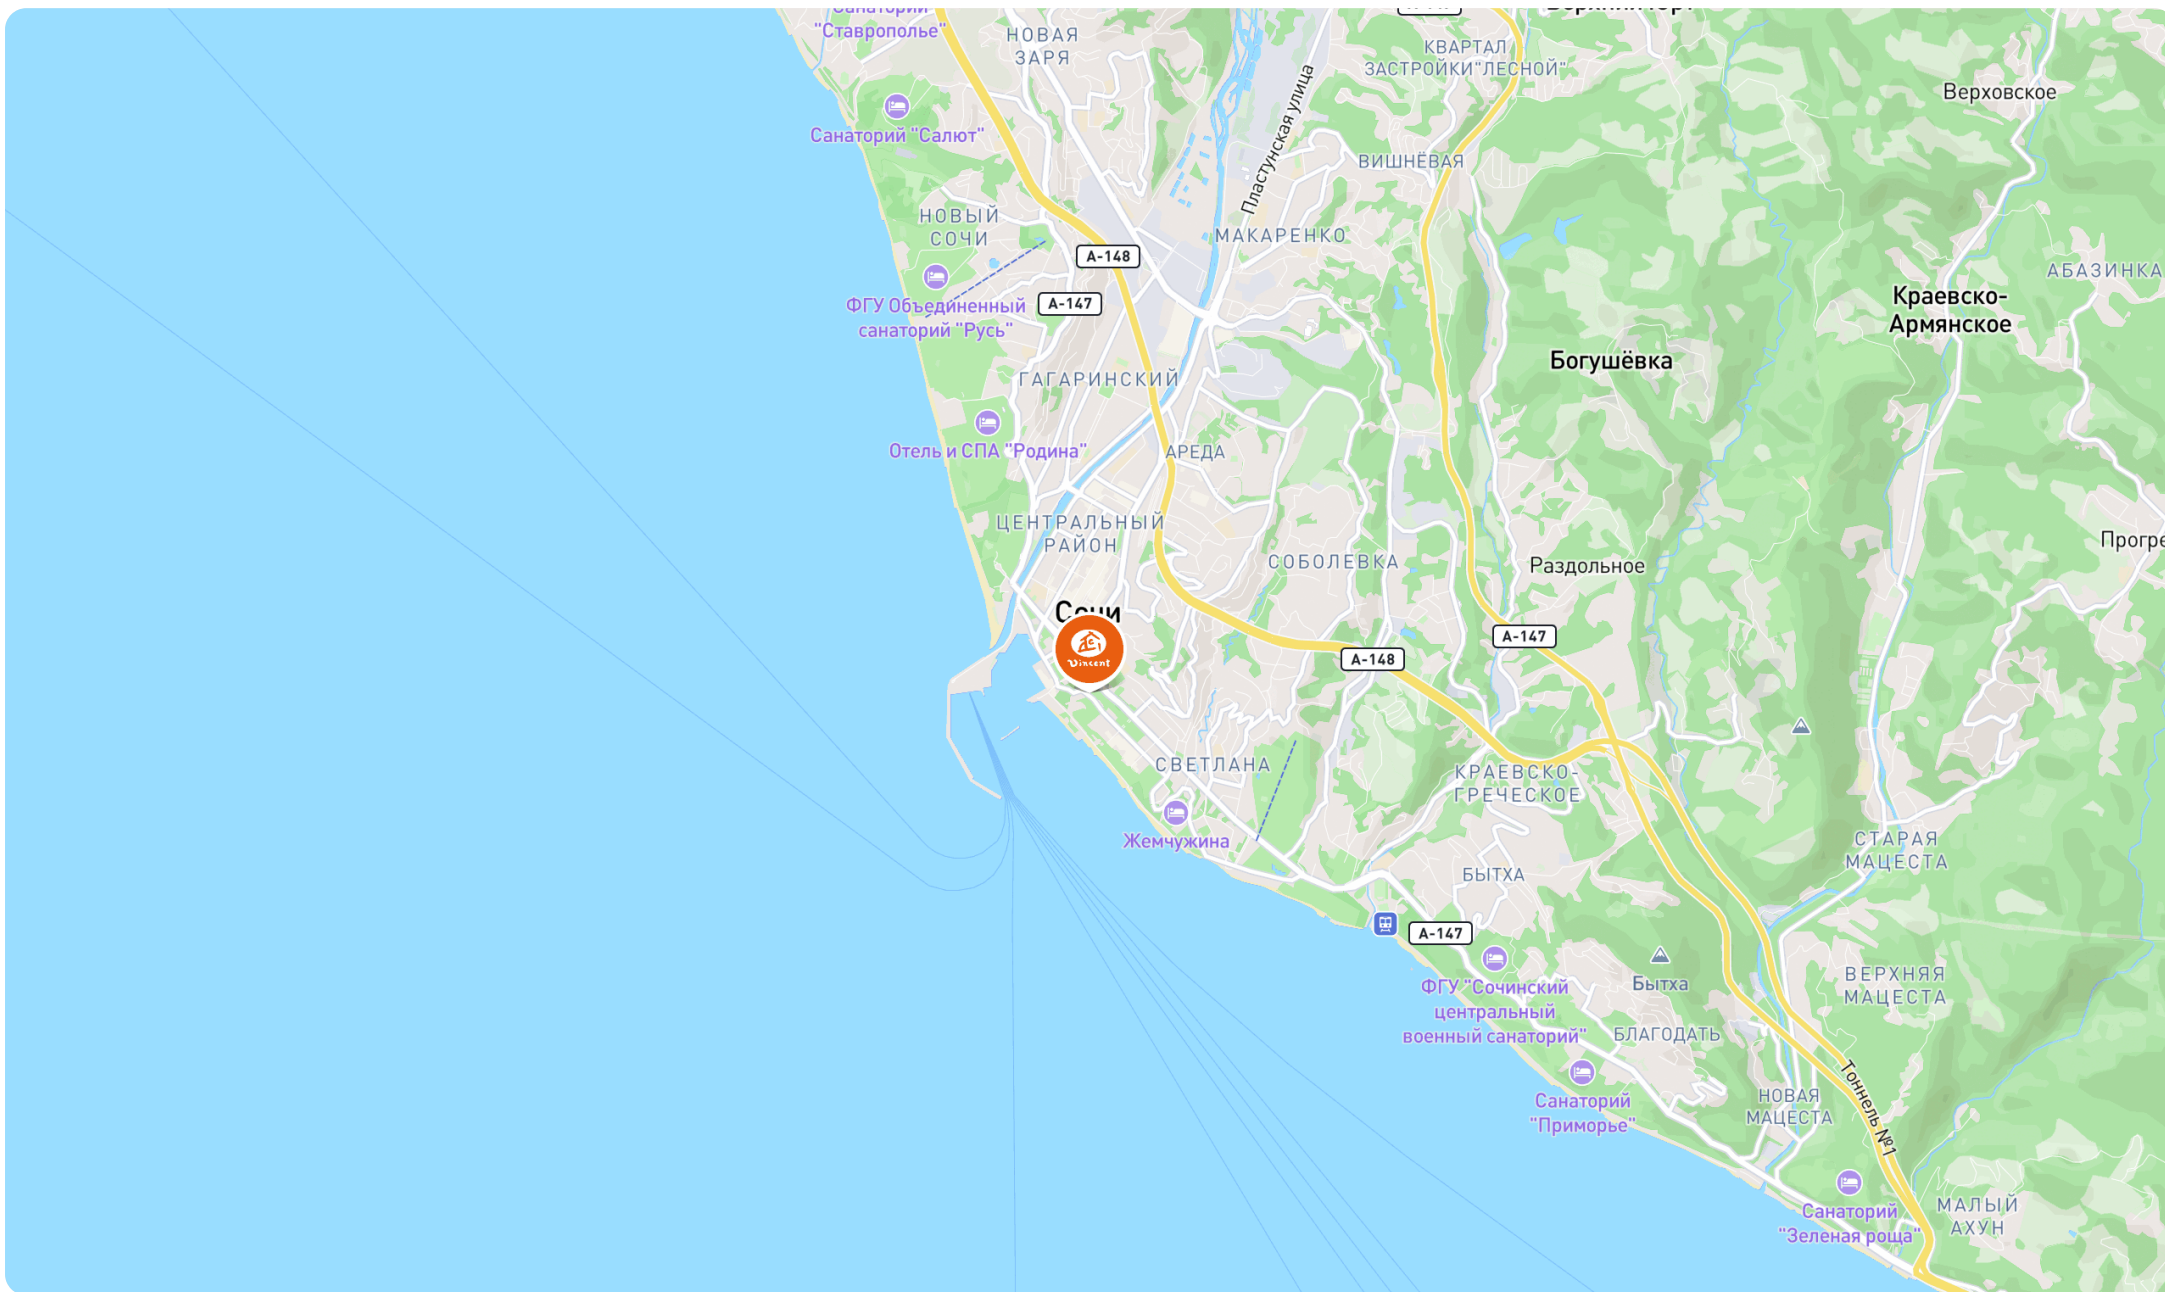 "Ставрополье"
НОВАЯ
ЗАРЯ
КВАРТАЛ
ЗАСТРОЙКИ"ЛЕСНОЙ"
Верховское
Санаторий "Салют"
Пластунская улица
ВИШНЁВАЯ
НОВЫЙ
СОЧИ
МАКАРЕНКО
А-148
АБАЗИНКА
ФГУ Объединенный
санаторий "Русь"
А-147
Краевско-
Армянское
Богушёвка
ГАГАРИНСКИЙ
Отель и СПА "Родина"
АРЕДА
ЦЕНТРАЛЬНЫЙ
РАЙОН
СОБОЛЕВКА
Раздольное
Прогре
Сочи
Vincent
А-148
А-147
СВЕТЛАНА
КРАЕВСКО-
ГРЕЧЕСКОЕ
Жемчужина
СТАРАЯ
МАЦЕСТА
БЫТХА
А-147
ФГУ "Сочинский
центральный
военный санаторий"
Бытха
ВЕРХНЯЯ
МАЦЕСТА
БЛАГОДАТЬ
Санаторий
"Приморье"
НОВАЯ
МАЦЕСТА
Тоннель №1
Санаторий
"Зеленая роща"
МАЛЫЙ
АХУН